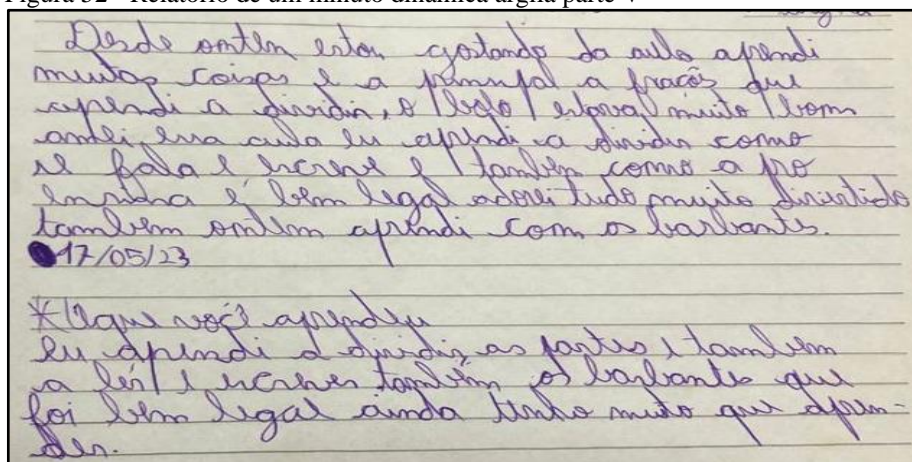 Desde ontem estou gostando da aula aprendi
muitas coisas e a principal a fração que
aprendi a dividir, o bolo estava muito bom
amei essa aula eu aprendi a dividir como
se fala e escreve e também como a pro
ensina é bem legal adorei tudo muito divertido
também ontem aprendi com os barbantes.
17/05/23
*O que você aprendeu
eu aprendi a dividir as partes e também
a ler e escrever também os barbantes que
foi bem legal ainda tenho muito que apren-
der.